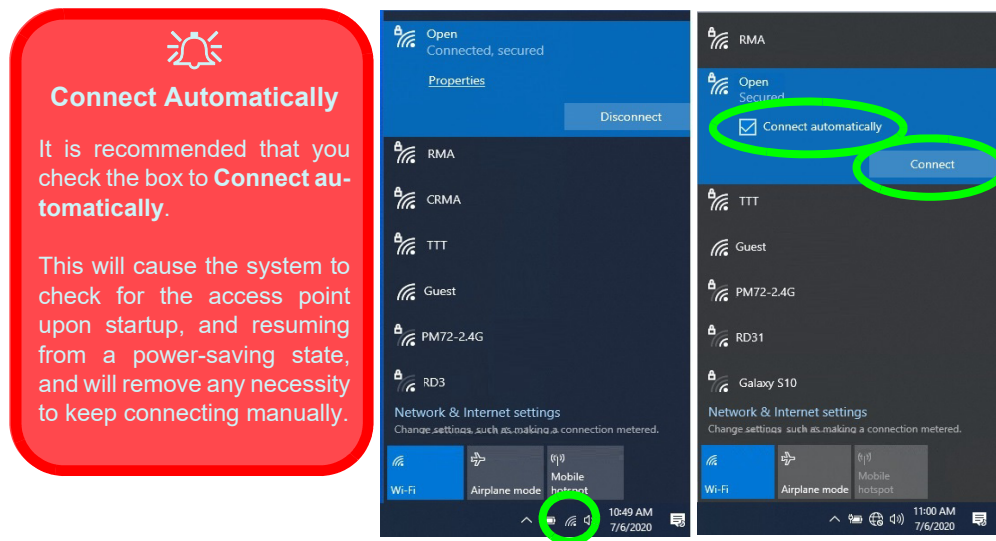 Connect Automatically
It is recommended that you
check the box to Connect au-
tomatically.
This will cause the system to
check for the access point
upon startup, and resuming
from a power-saving state,
and will remove any necessity
to keep connecting manually.
Open
Connected, secured
Properties
Disconnect
RMA
CRMA
TTT
Guest
PM72-2.4G
RD3
Network & Internet settings
Change settings such as making a connection metered.
Wi-Fi
Airplane mode
Mobile
hotspot
10:49 AM
7/6/2020
RMA
Open
Secured
Connect automatically
Connect
TTT
Guest
PM72-2.4G
RD31
Galaxy S10
Network & Internet settings
Change settings such as making a connection metered.
Wi-Fi
Airplane mode
Mobile
hotspot
11:00 AM
7/6/2020